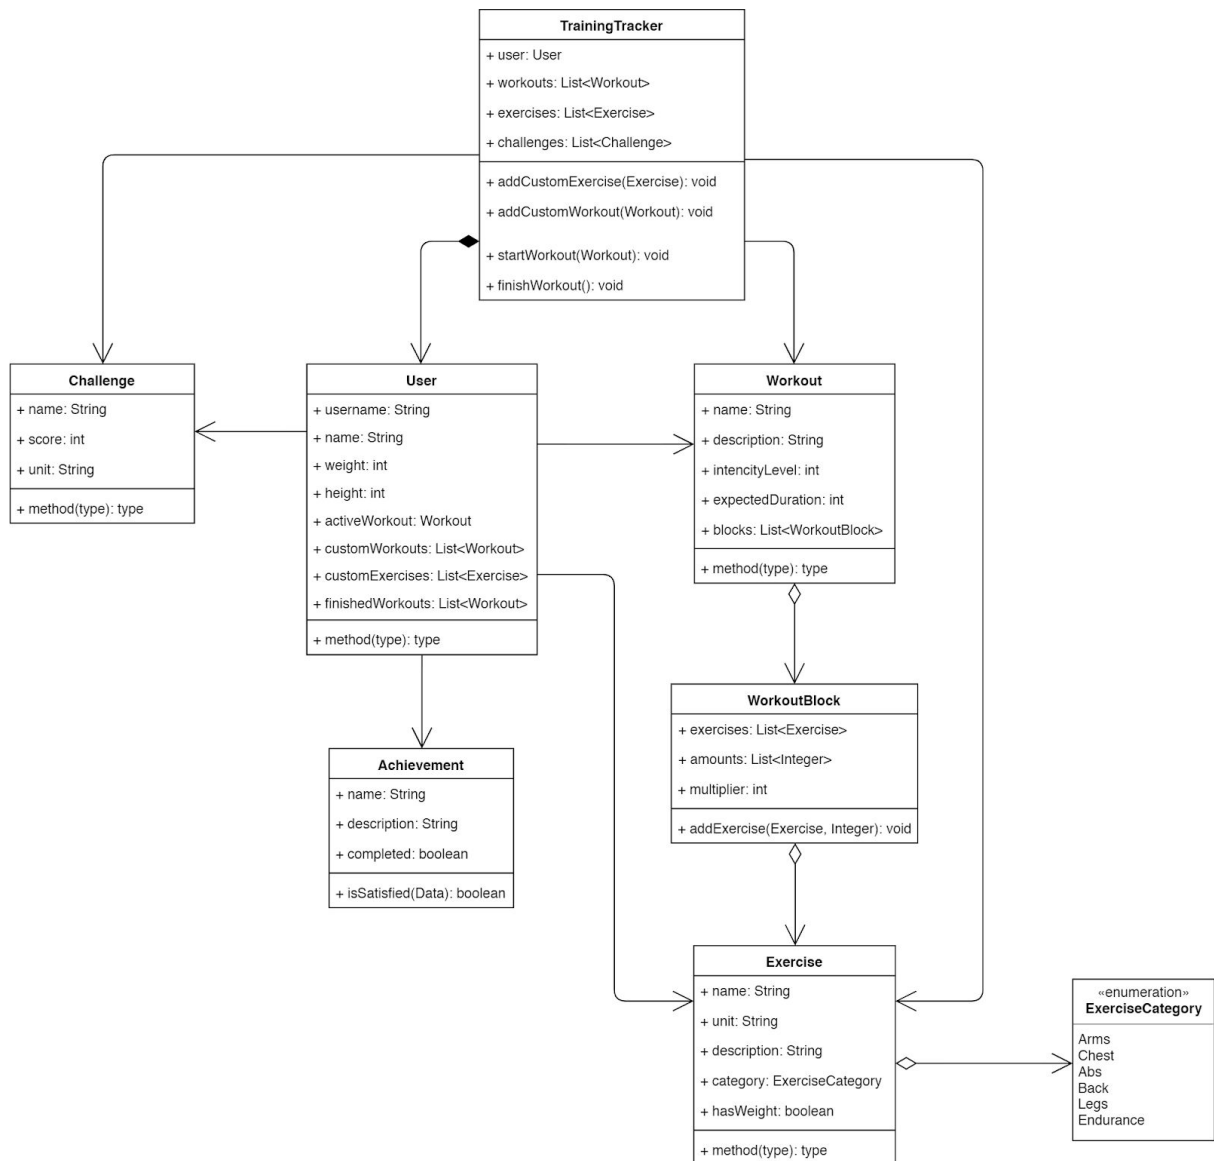 TrainingTracker
+ user: User
+ workouts: List<Workout>
+ exercises: List<Exercise>
+ challenges: List<Challenge>
+ addCustomExercise(Exercise): void
+ addCustomWorkout(Workout): void
+ startWorkout(Workout): void
+ finishWorkout(): void
Challenge
+ name: String
+ score: int
+ unit: String
+ method(type): type
User
+ username: String
+ name: String
+ weight: int
+ height: int
+ activeWorkout: Workout
+ customWorkouts: List<Workout>
+ customExercises: List<Exercise>
+ finishedWorkouts: List<Workout>
+ method(type): type
Workout
+ name: String
+ description: String
+ intencityLevel: int
+ expectedDuration: int
+ blocks: List<WorkoutBlock>
+ method(type): type
WorkoutBlock
+ exercises: List<Exercise>
+ amounts: List<Integer>
+ multiplier: int
+ addExercise(Exercise, Integer): void
Achievement
+ name: String
+ description: String
+ completed: boolean
+ isSatisfied(Data): boolean
Exercise
+ name: String
+ unit: String
+ description: String
+ category: ExerciseCategory
+ hasWeight: boolean
+ method(type): type
«enumeration»
ExerciseCategory
Arms
Chest
Abs
Back
Legs
Endurance